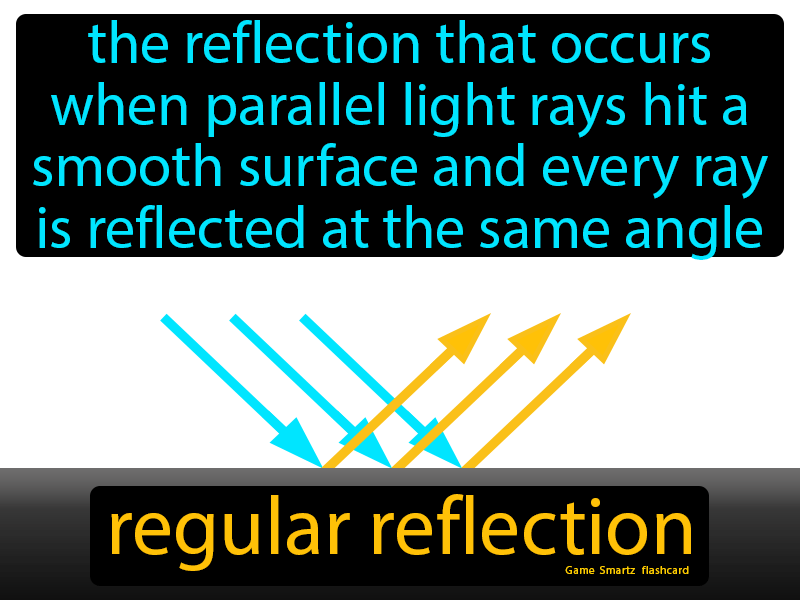 the reflection that occurs
when parallel light rays hit a
smooth surface and every ray
is reflected at the same angle
regular reflection
Game Smartz flashcard